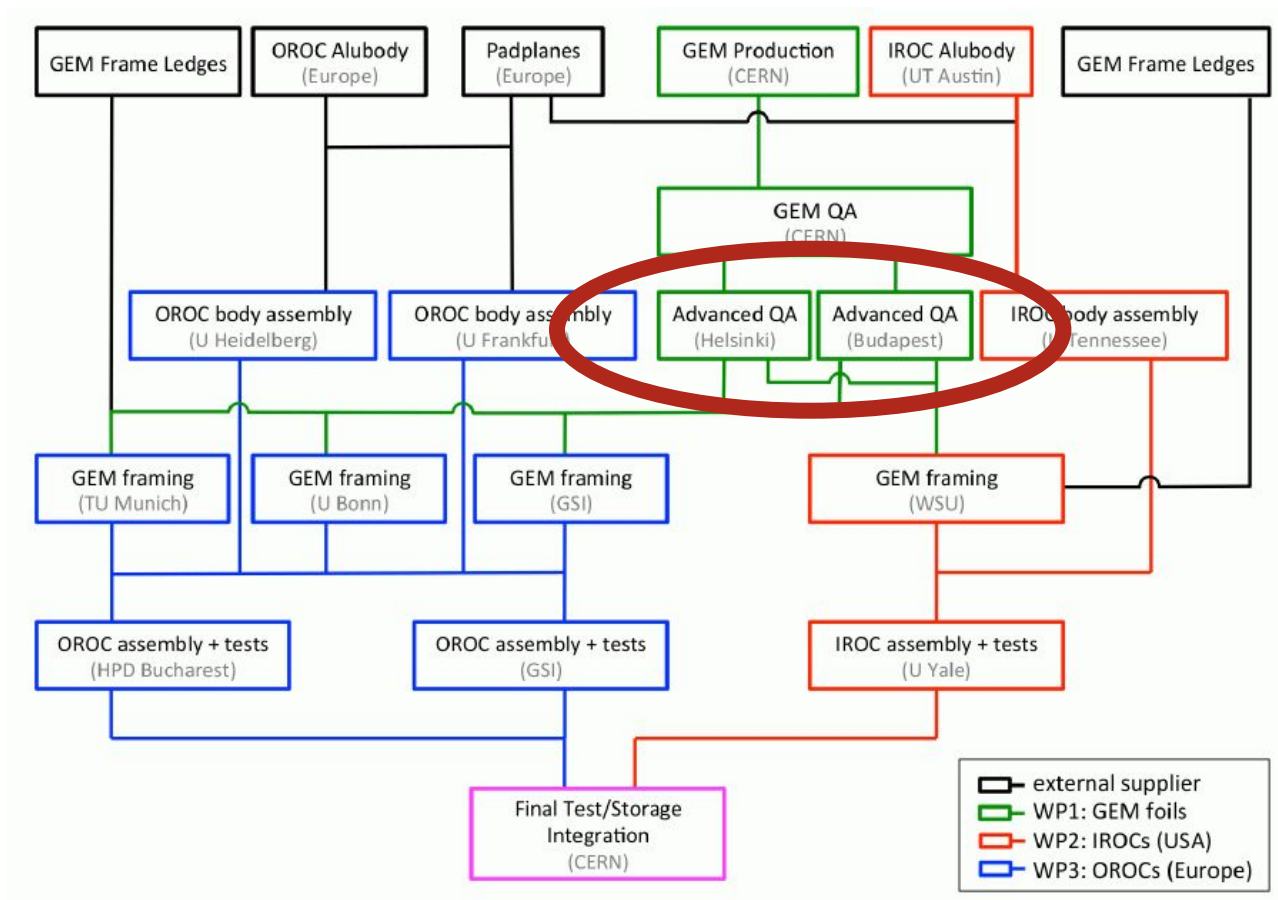 GEM Frame Ledges
OROC Alubody
(Europe)
Padplanes
(Europe)
GEM Production
(CERN)
IROC Alubody
(UT Austin)
GEM Frame Ledges
GEM QA
(CERN)
OROC body assembly
(U Heidelberg)
OROC body assembly
(U Frankfurt)
Advanced QA
(Helsinki)
Advanced QA
(Budapest)
IROC body assembly
(U Tennessee)
GEM framing
(TU Munich)
GEM framing
(U Bonn)
GEM framing
(GSI)
GEM framing
(WSU)
OROC assembly + tests
(HPD Bucharest)
OROC assembly + tests
(GSI)
IROC assembly + tests
(U Yale)
Final Test/Storage
Integration
(CERN)
external supplier
WP1: GEM foils
WP2: IROCs (USA)
WP3: OROCs (Europe)